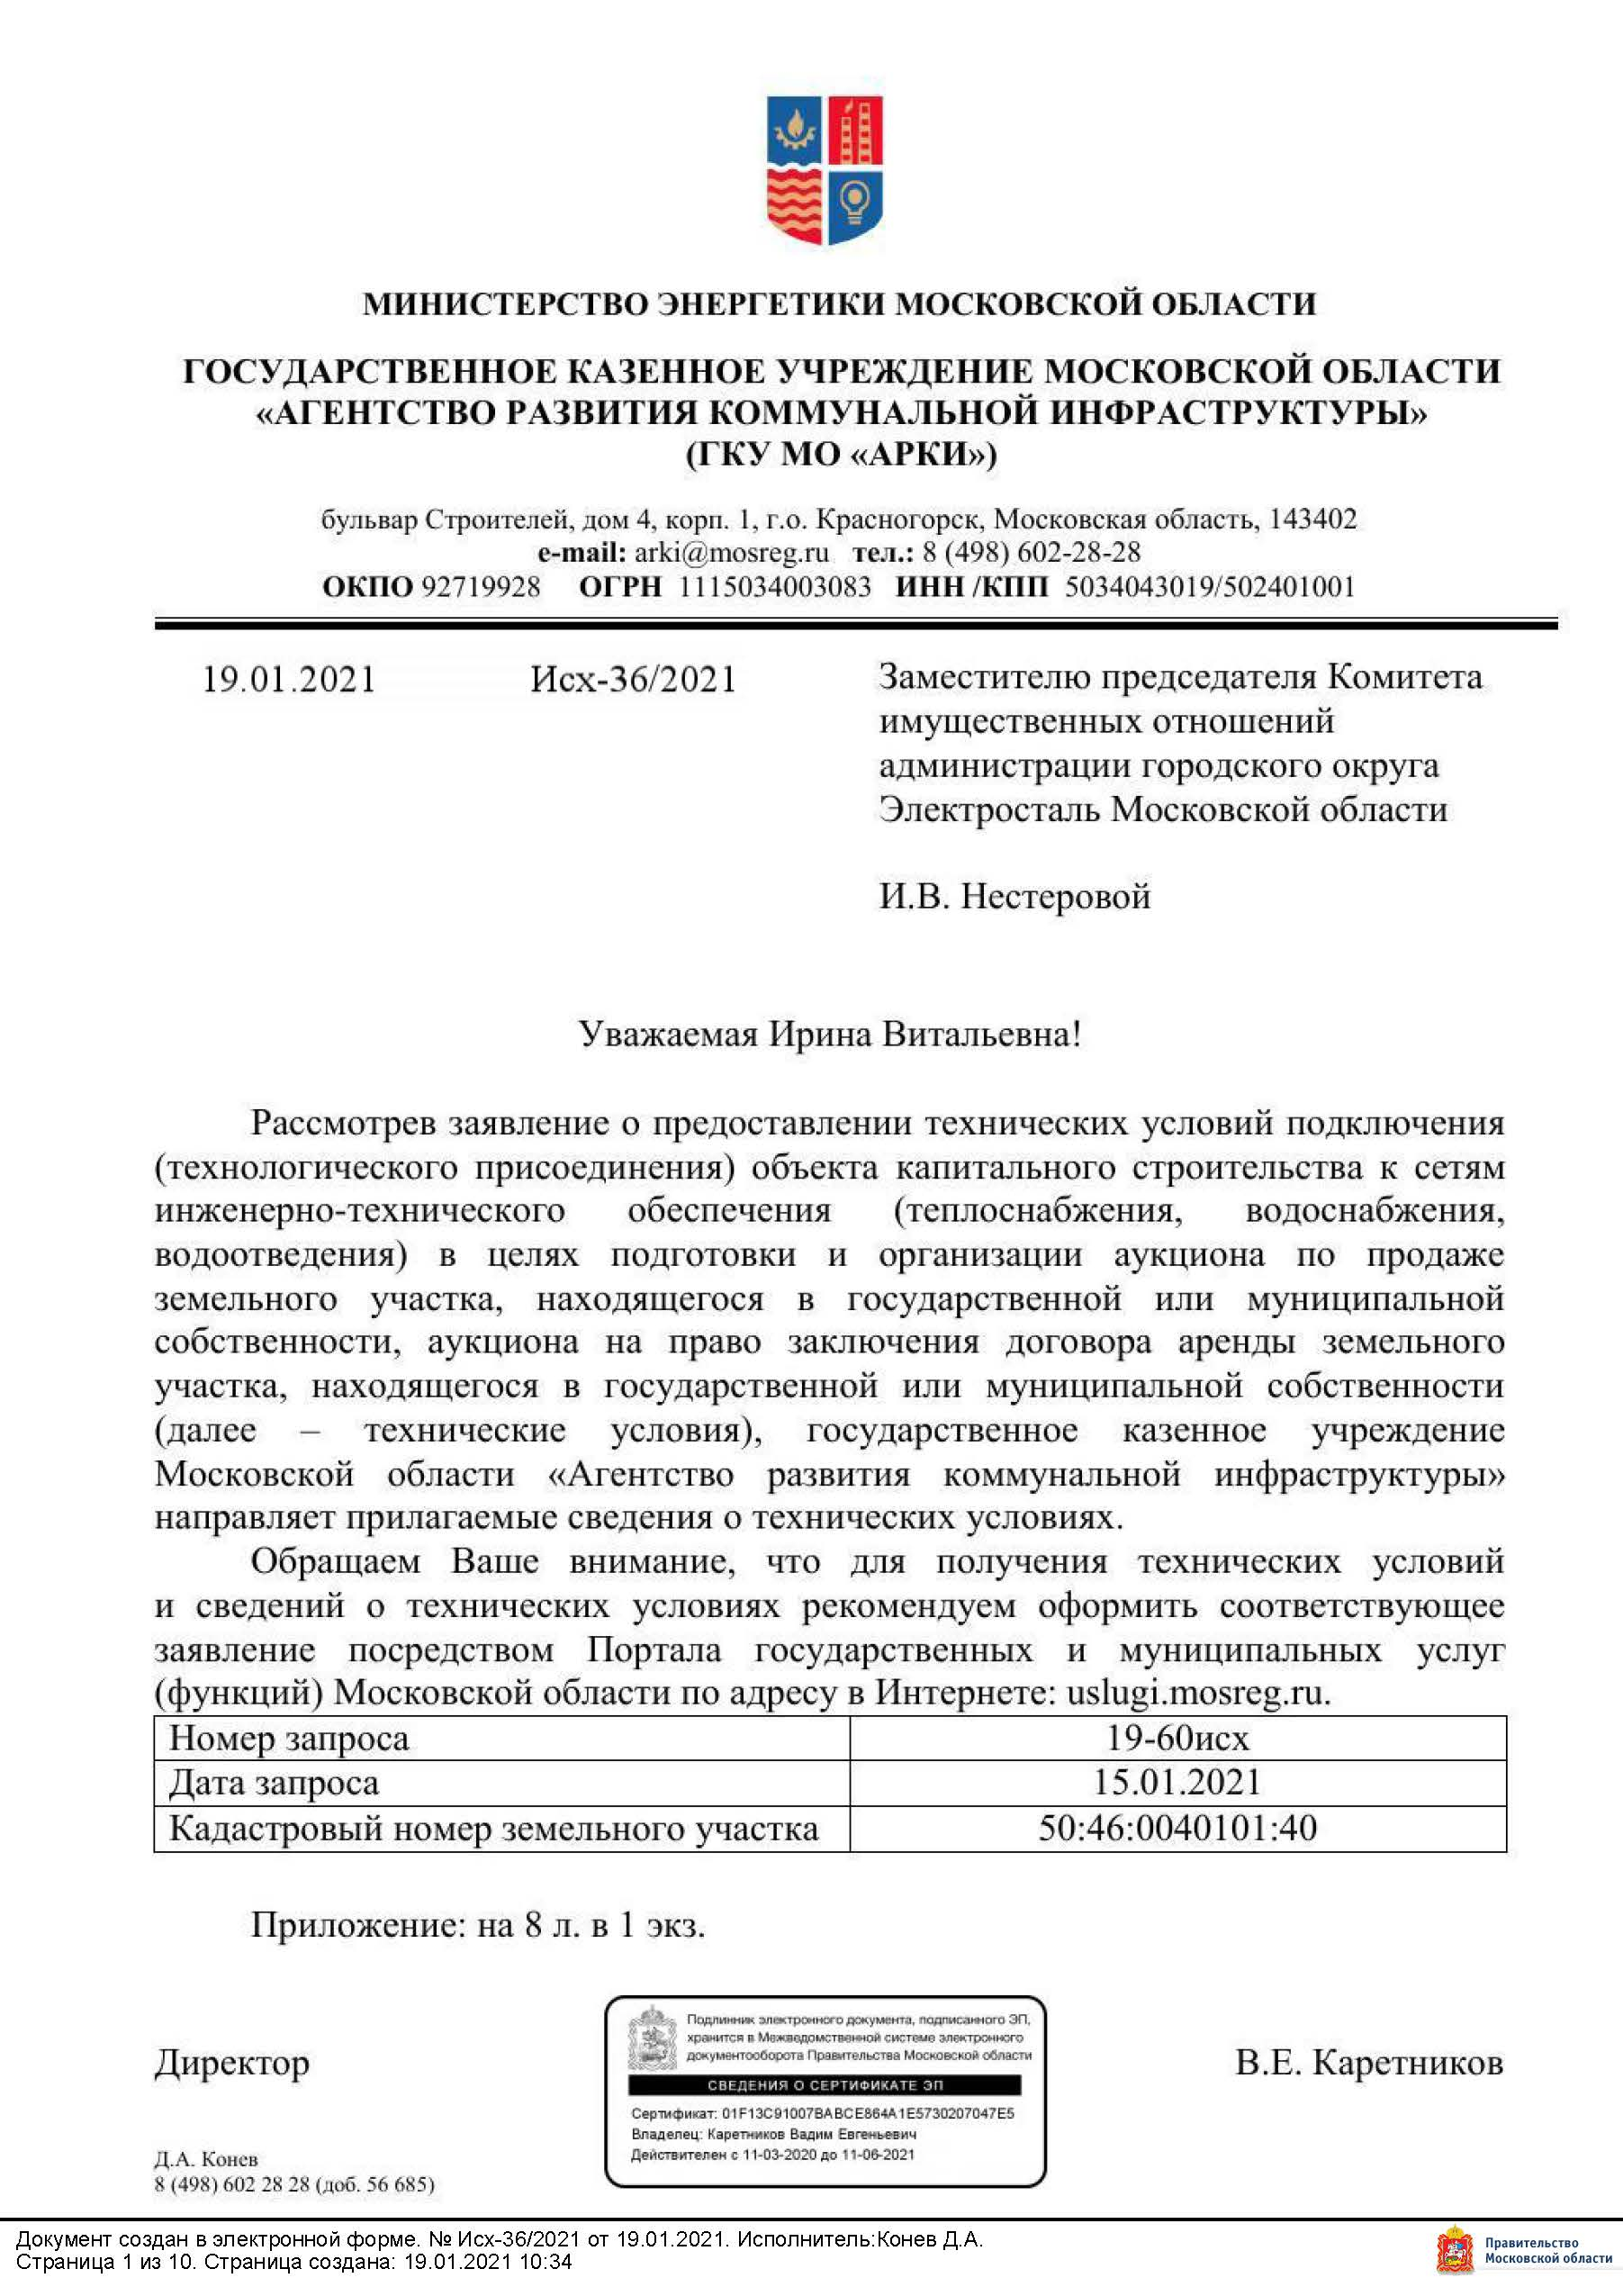 МИНИСТЕРСТВО ЭНЕРГЕТИКИ МОСКОВСКОЙ ОБЛАСТИ
ГОСУДАРСТВЕННОЕ КАЗЕННОЕ УЧРЕЖДЕНИЕ МОСКОВСКОЙ ОБЛАСТИ
«АГЕНТСТВО РАЗВИТИЯ КОММУНАЛЬНОЙ ИНФРАСТРУКТУРЫ»
(ГКУ МО «АРКИ»)
бульвар Строителей, дом 4, корп. 1, г.о. Красногорск, Московская область, 143402
e-mail: arki@mosreg.ru тел.: 8 (498) 602-28-28
ОКПО 92719928 ОГРН 1115034003083 ИНН /КПП 5034043019/502401001
19.01.2021 Исх-36/2021
Заместителю председателя Комитета
имущественных отношений
администрации городского округа
Электросталь Московской области
И.В. Нестеровой
Уважаемая Ирина Витальевна!
Рассмотрев заявление о предоставлении технических условий подключения
(технологического присоединения) объекта капитального строительства к сетям
инженерно-технического обеспечения (теплоснабжения, водоснабжения,
водоотведения) в целях подготовки и организации аукциона по продаже
земельного участка, находящегося в государственной или муниципальной
собственности, аукциона на право заключения договора аренды земельного
участка, находящегося в государственной или муниципальной собственности
(далее – технические условия), государственное казенное учреждение
Московской области «Агентство развития коммунальной инфраструктуры»
направляет прилагаемые сведения о технических условиях.
Обращаем Ваше внимание, что для получения технических условий
и сведений о технических условиях рекомендуем оформить соответствующее
заявление посредством Портала государственных и муниципальных услуг
(функций) Московской области по адресу в Интернете: uslugi.mosreg.ru.
Номер запроса 19-60исх
Дата запроса 15.01.2021
Кадастровый номер земельного участка 50:46:0040101:40
Приложение: на 8 л. в 1 экз.
Директор
Подлинник электронного документа, подписанного ЭП,
хранится в Межведомственной системе электронного
документооборота Правительства Московской области
СВЕДЕНИЯ О СЕРТИФИКАТЕ ЭП
Сертификат: 01F13C91007BABCE864A1E5730207047E5
Владелец: Каретников Вадим Евгеньевич
Действителен с 11-03-2020 до 11-06-2021
В.Е. Каретников
Д.А. Конев
8 (498) 602 28 28 (доб. 56 685)
Документ создан в электронной форме. № Исх-36/2021 от 19.01.2021. Исполнитель:Конев Д.А.
Страница 1 из 10. Страница создана: 19.01.2021 10:34
Правительство
Московской области